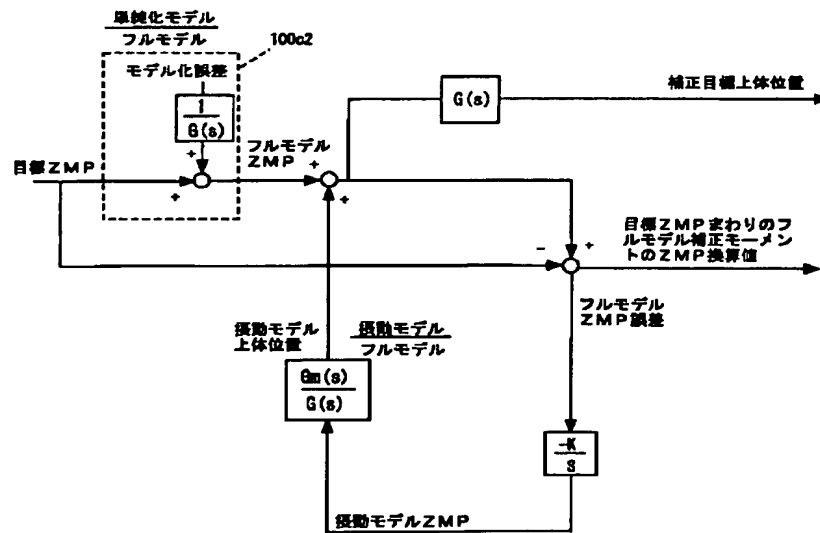 単純化モデル
フルモデル
100c2
モデル化誤差
1
G(s)
+
目標ZMP
+
フルモデル
ZMP
+
+
G(s)
補正目標上体位置
-
+
目標ZMPまわりのフ
ルモデル補正モーメン
トのZMP換算値
フルモデル
ZMP誤差
摂動モデル
上体位置
摂動モデル
フルモデル
Gm(s)
G(s)
-K
S
摂動モデルZMP